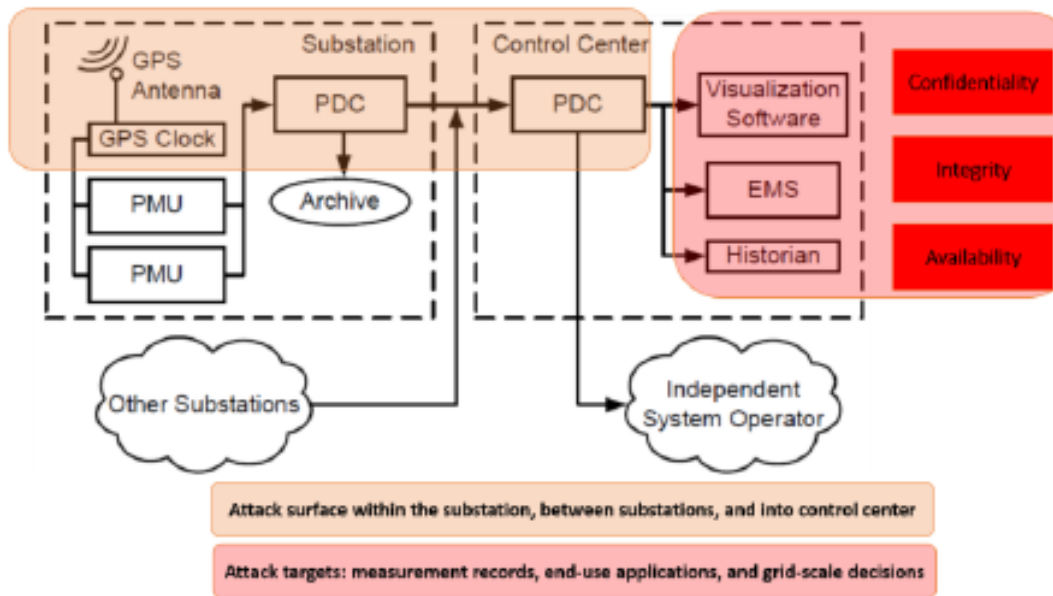 Substation
Control Center
GPS
Antenna
GPS Clock
PDC
PDC
Visualization
Software
Confidentiality
PMU
Archive
EMS
Integrity
PMU
Historian
Availability
Other Substations
Independent
System Operator
Attack surface within the substation, between substations, and into control center
Attack targets: measurement records, end-use applications, and grid-scale decisions